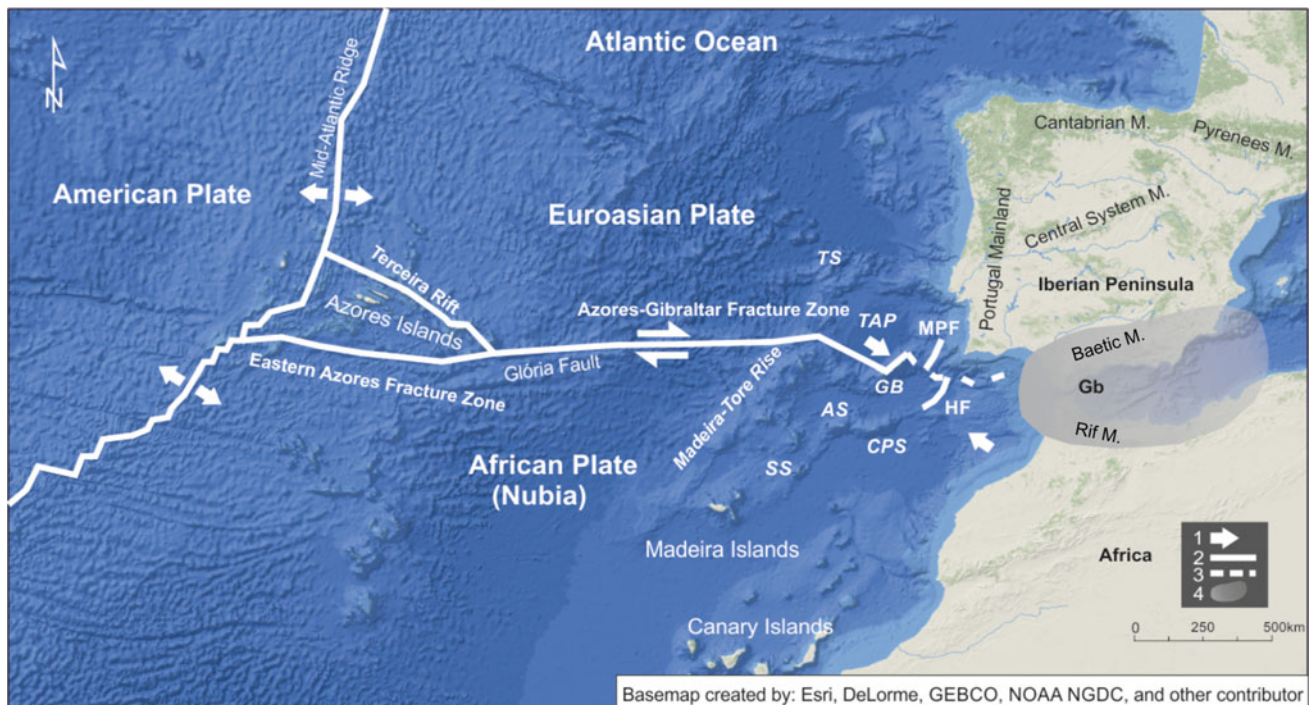 Atlantic Ocean
N
Mid-Atlantic Ridge
Cantabrian M.
Pyrenees M.
American Plate
Euroasian Plate
Portugal Mainland
Central System M.
TS
Terceira Rift
Iberian Peninsula
Azores Islands
Azores-Gibraltar Fracture Zone
TAP
MPF
Baetic M.
Eastern Azores Fracture Zone
Glória Fault
GB
Gb
Madeira-Tore Rise
AS
HF
Rif M.
CPS
African Plate
(Nubia)
SS
Madeira Islands
Africa
1
2
3
4
Canary Islands
0 250 500km
Basemap created by: Esri, DeLorme, GEBCO, NOAA NGDC, and other contributor